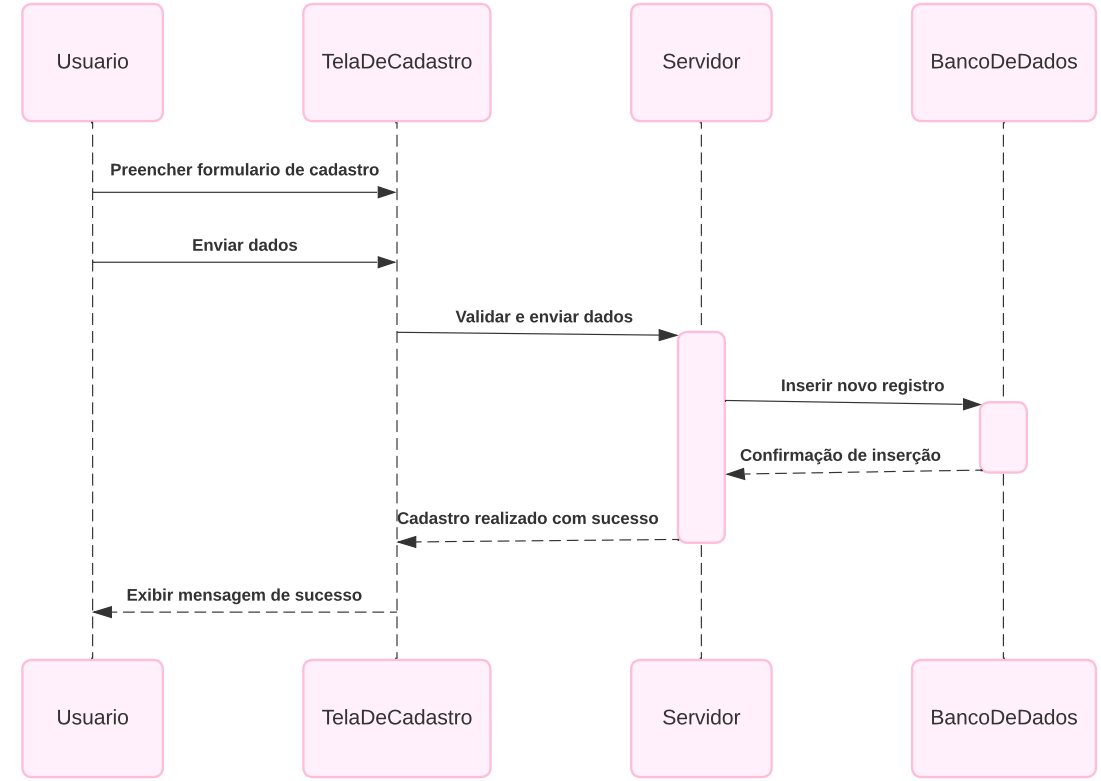 Usuario
TelaDeCadastro
Servidor
BancoDeDados
Preencher formulario de cadastro
Enviar dados
Validar e enviar dados
Inserir novo registro
Confirmação de inserção
Cadastro realizado com sucesso
Exibir mensagem de sucesso
Usuario
TelaDeCadastro
Servidor
BancoDeDados